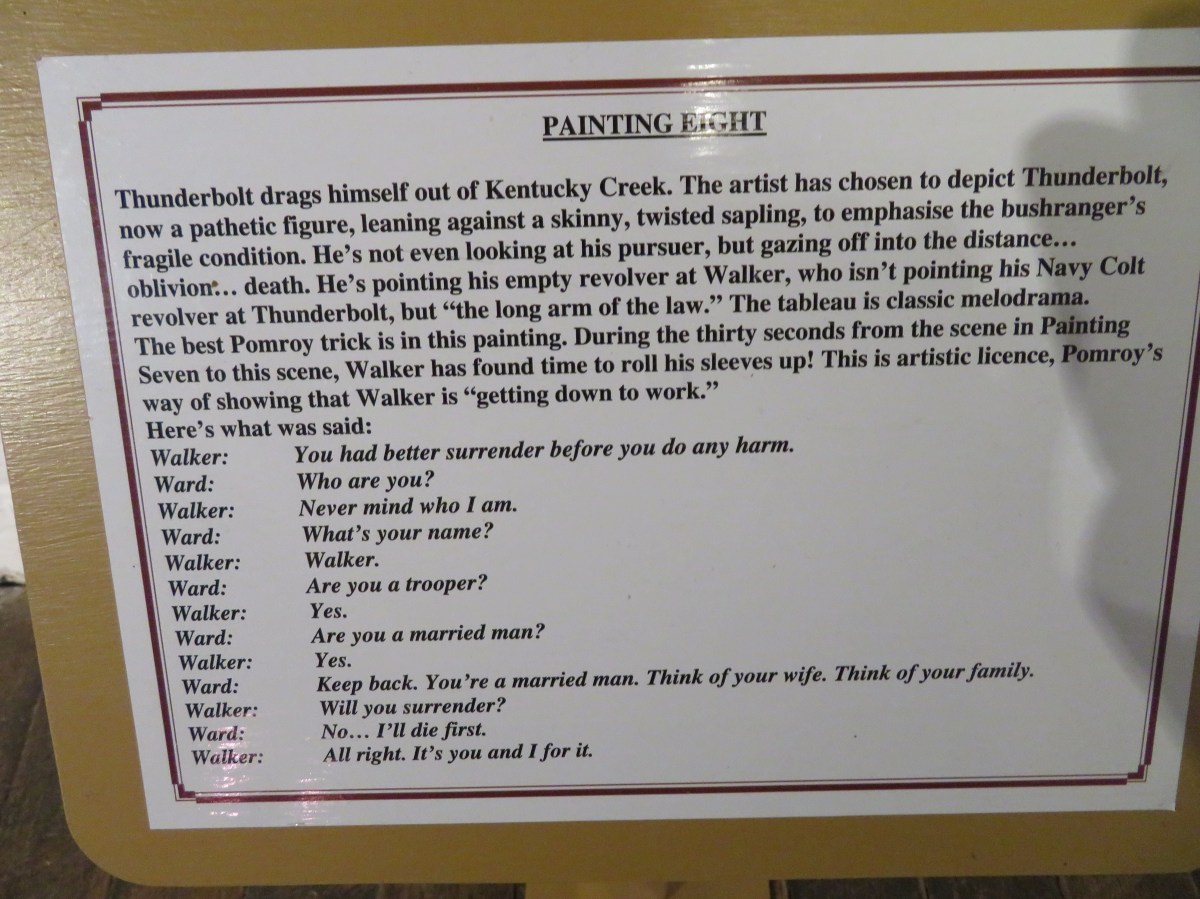 PAINTING EIGHT
Thunderbolt drags himself out of Kentucky Creek. The artist has chosen to depict Thunderbolt,
now a pathetic figure, leaning against a skinny, twisted sapling, to emphasise the bushranger's
fragile condition. He's not even looking at his pursuer, but gazing off into the distance…
oblivion… death. He's pointing his empty revolver at Walker, who isn't pointing his Navy Colt
revolver at Thunderbolt, but “the long arm of the law.” The tableau is classic melodrama.
The best Pomroy trick is in this painting. During the thirty seconds from the scene in Painting
Seven to this scene, Walker has found time to roll his sleeves up! This is artistic licence, Pomroy's
way of showing that Walker is “getting down to work.”
Here's what was said:
Walker: You had better surrender before you do any harm.
Ward: Who are you?
Walker: Never mind who I am.
Ward: What's your name?
Walker: Walker.
Ward: Are you a trooper?
Walker: Yes.
Ward: Are you a married man?
Walker: Yes.
Ward: Keep back. You're a married man. Think of your wife. Think of your family.
Walker: Will you surrender?
Ward: No… I'll die first.
Walker: All right. It's you and I for it.